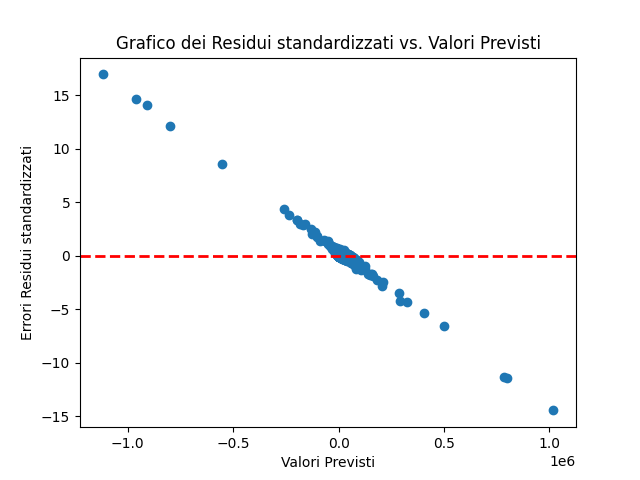 Grafico dei Residui standardizzati vs. Valori Previsti
Errori Residui standardizzati
15
10
5
0
−5
−10
−15
−1.0 −0.5 0.0 0.5 1.0
1e6
Valori Previsti